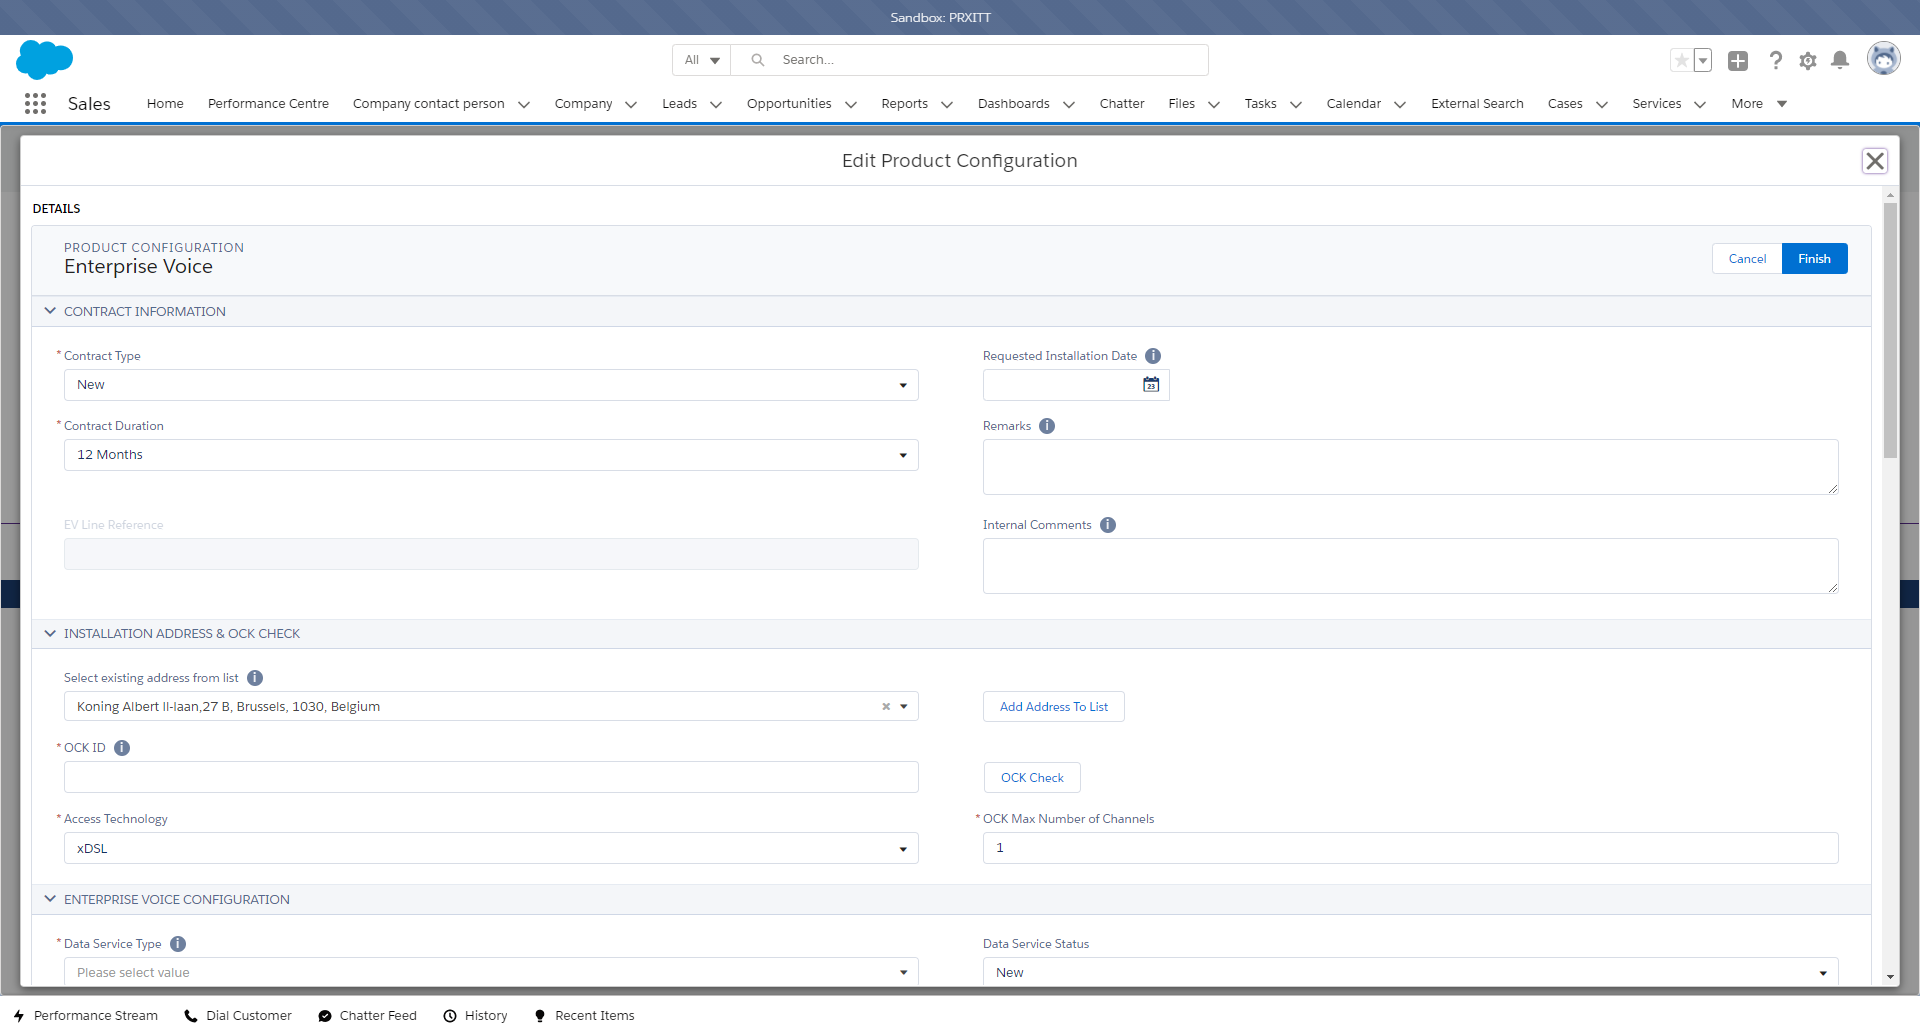 Sandbox: PRXITT
All
Search...
Sales
Home
Performance Centre
Company contact person
Company
Leads
Opportunities
Reports
Dashboards
Chatter
Files
Tasks
Calendar
External Search
Cases
Services
More
Edit Product Configuration
DETAILS
PRODUCT CONFIGURATION
Enterprise Voice
Cancel
Finish
CONTRACT INFORMATION
* Contract Type
New
Requested Installation Date
23
* Contract Duration
12 Months
Remarks
EV Line Reference
Internal Comments
INSTALLATION ADDRESS & OCK CHECK
Select existing address from list
Koning Albert II-laan,27 B, Brussels, 1030, Belgium
Add Address To List
* OCK ID
OCK Check
* Access Technology
xDSL
* OCK Max Number of Channels
1
ENTERPRISE VOICE CONFIGURATION
* Data Service Type
Please select value
Data Service Status
New
Performance Stream
Dial Customer
Chatter Feed
History
Recent Items